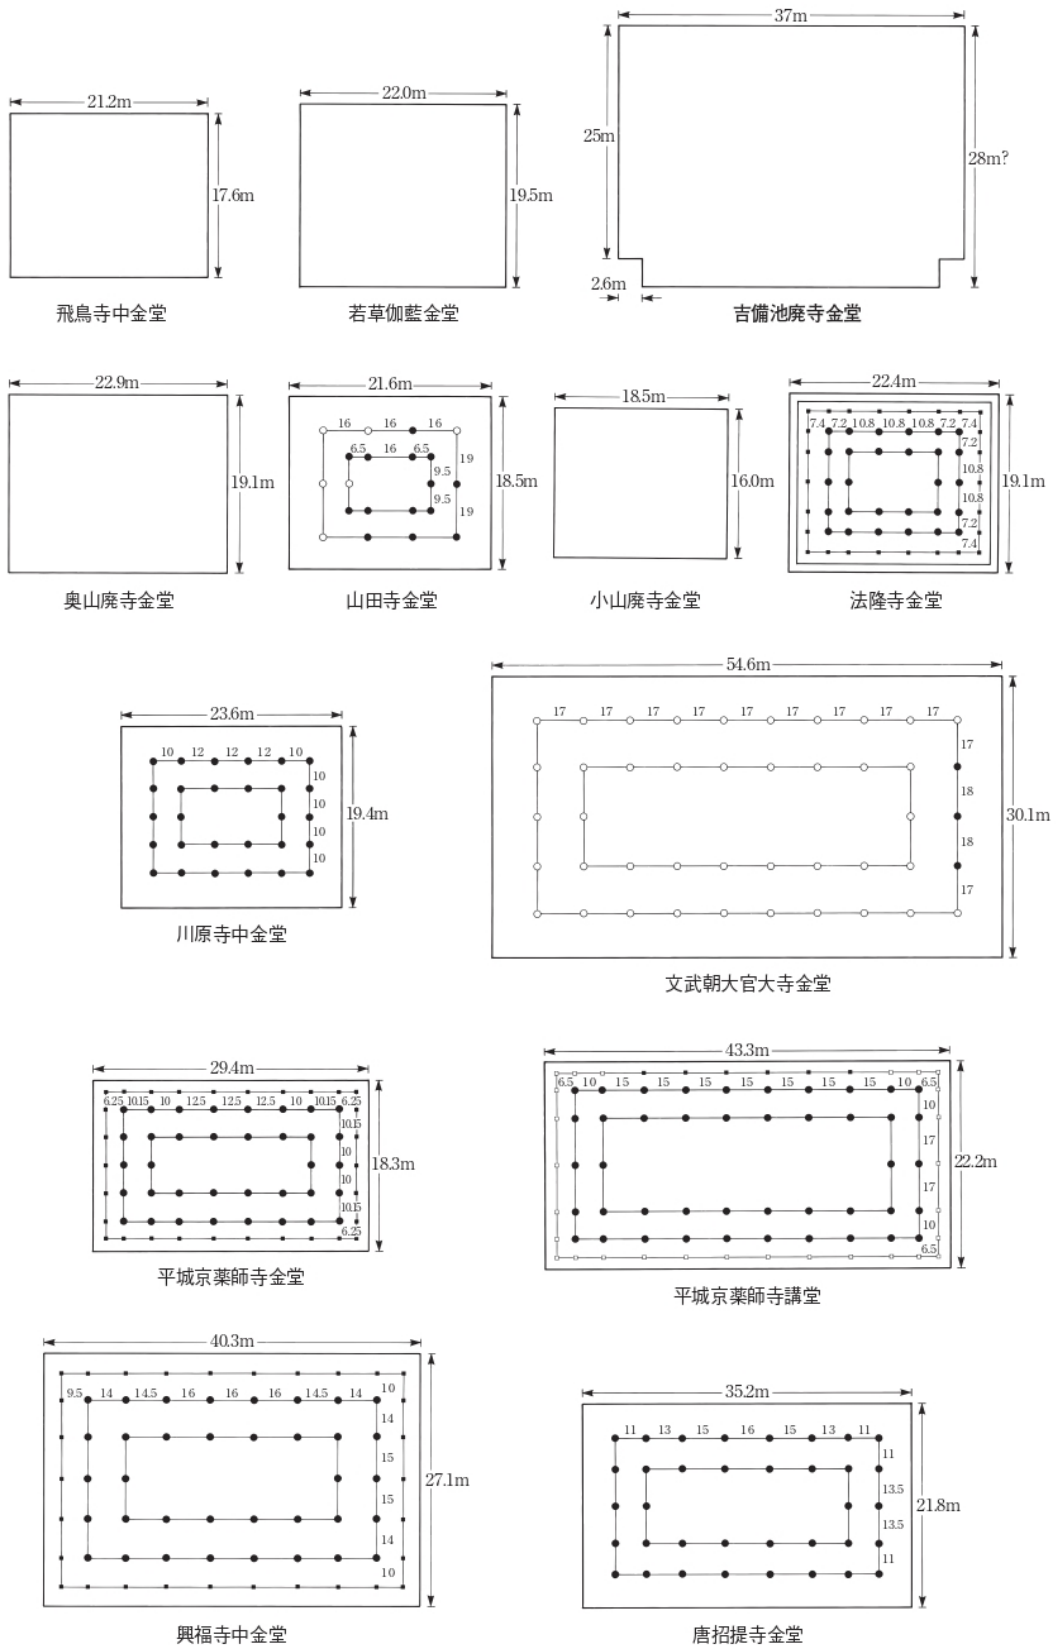 37m
21.2m
22.0m
25m
28m?
17.6m
19.5m
2.6m
飛鳥寺中金堂
若草伽藍金堂
吉備池廃寺金堂
22.9m
21.6m
18.5m
22.4m
19.1m
16 16 16
6.5 16 6.5
19
9.5
9.5
19
18.5m
16.0m
7.4 7.2 10.8 10.8 10.8 7.2 7.4
7.2
10.8
10.8
7.2
7.4
19.1m
奥山廃寺金堂
山田寺金堂
小山廃寺金堂
法隆寺金堂
23.6m
10 12 12 12 10
10
10
10
10
19.4m
川原寺中金堂
54.6m
17 17 17 17 17 17 17 17 17
17
18
18
17
30.1m
文武朝大官大寺金堂
29.4m
6.25 10.15 10 12.5 12.5 12.5 10 10.15 6.25
10.15
10
10
10.15
6.25
18.3m
平城京薬師寺金堂
43.3m
6.5 10 15 15 15 15 15 15 15 10 6.5
10
17
17
10
6.5
22.2m
平城京薬師寺講堂
40.3m
9.5 14 14.5 16 16 16 14.5 14 10
14
15
15
14
10
27.1m
興福寺中金堂
35.2m
11 13 15 16 15 13 11
11
13.5
13.5
11
21.8m
唐招提寺金堂